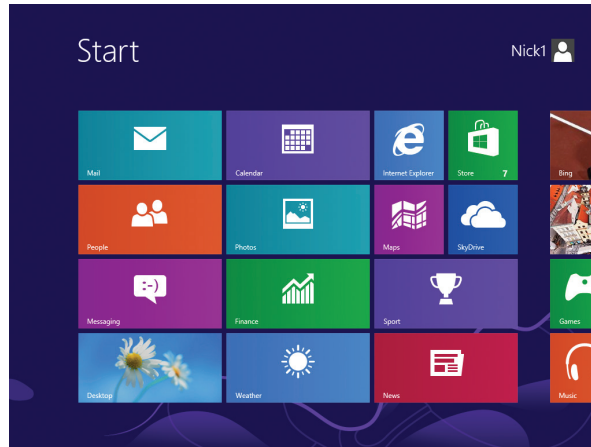 Start
Nick1
Mail
Calendar
Internet Explorer
Store 7
Bing
People
Photos
Maps
SkyDrive
Messaging
:-)
Finance
Sport
Games
Desktop
Weather
News
Music